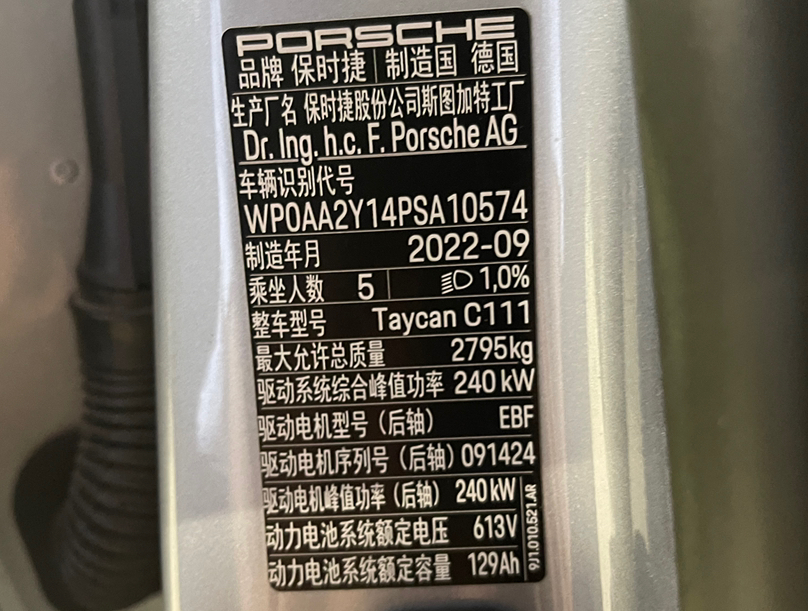 PORSCHE
品牌 保时捷 制造国 德国
生产厂名 保时捷股份公司斯图加特工厂
Dr. Ing. h.c. F. Porsche AG
车辆识别代号
WP0AA2Y14PSA10574
制造年月 2022-09
乘坐人数 5 1,0%
整车型号 Taycan C111
最大允许总质量 2795kg
驱动系统综合峰值功率 240 kW
驱动电机型号（后轴） EBF
驱动电机序列号（后轴） 091424
驱动电机峰值功率（后轴） 240 kW
动力电池系统额定电压 613V
动力电池系统额定容量 129Ah
9J1.010.521.AR